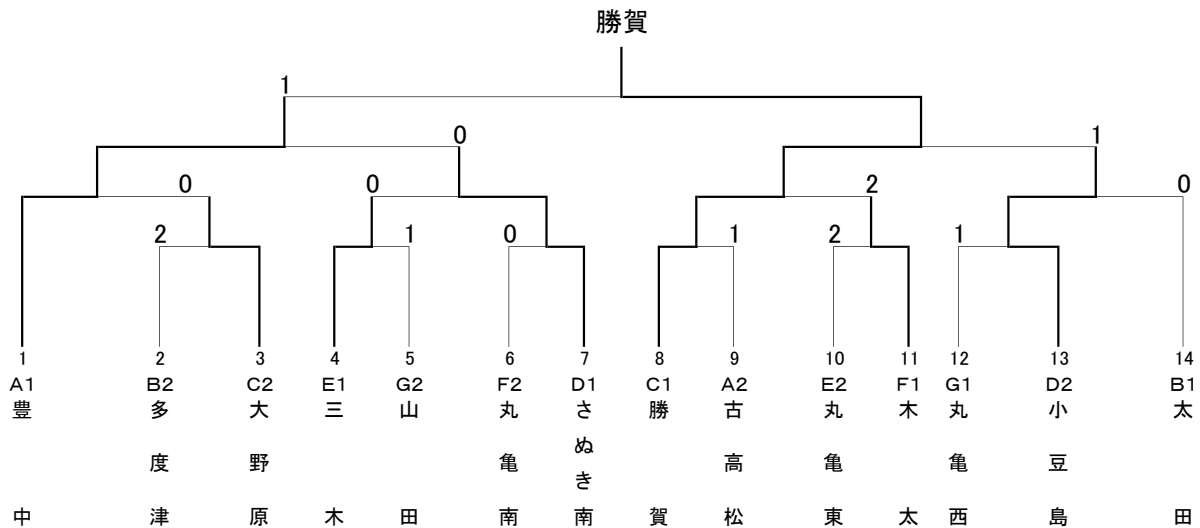 勝賀
1
0
1
0
0
2
0
2
1
0
1
2
1
1
2
3
4
5
6
7
8
9
10
11
12
13
14
A1
B2
C2
E1
G2
F2
D1
C1
A2
E2
F1
G1
D2
B1
豊中
多度津
大野原
三木
山田
丸亀南
さぬき南
勝賀
古高松
丸亀東
木太
丸亀西
小豆島
太田